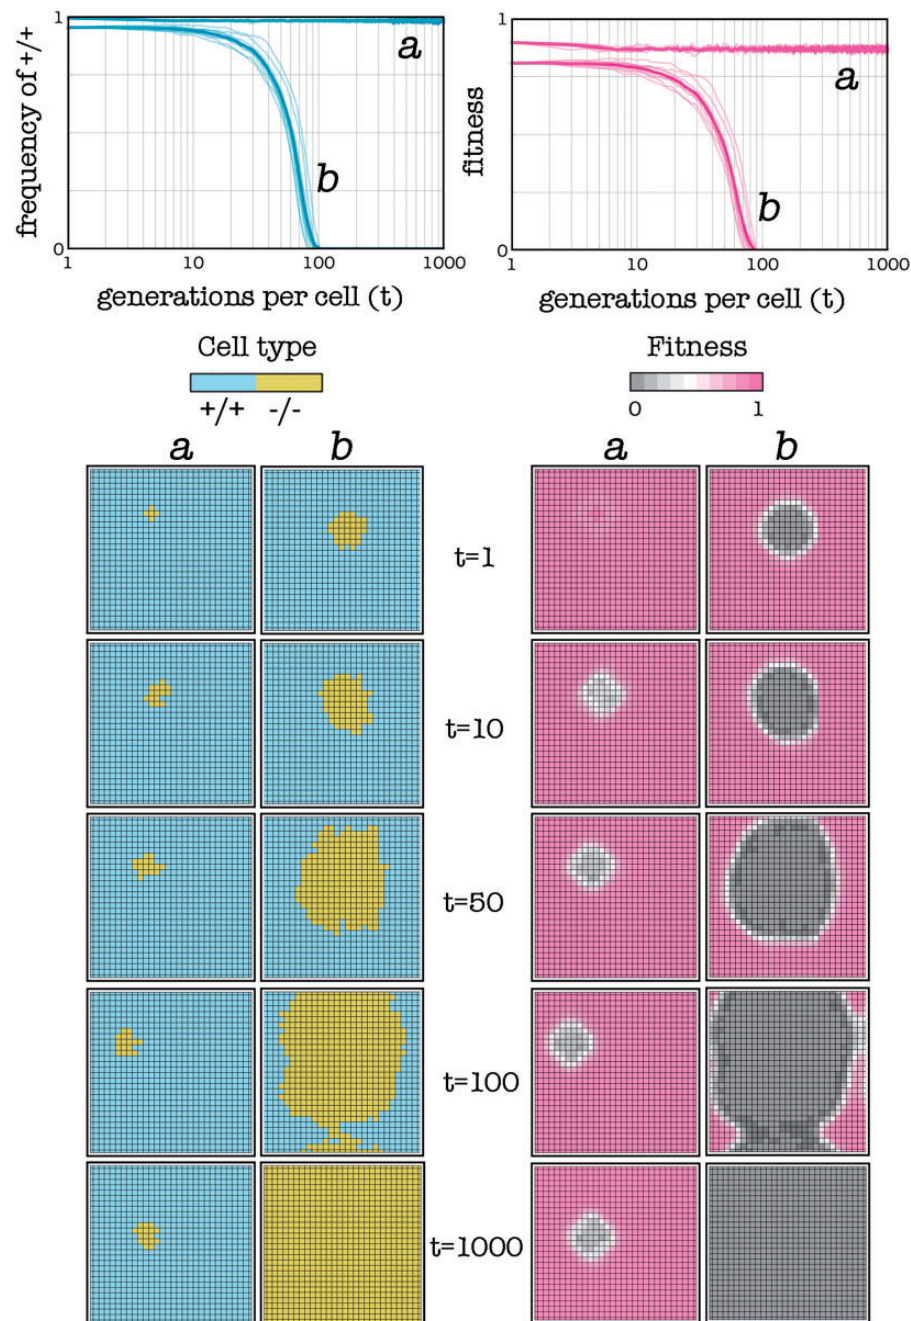 frequency of +/+
1
0
a
b
1 10 100 1000
generations per cell (t)
fitness
1
0
a
b
1 10 100 1000
generations per cell (t)
Cell type
+/+ -/-
Fitness
0 1
a b a b
t=1
t=10
t=50
t=100
t=1000